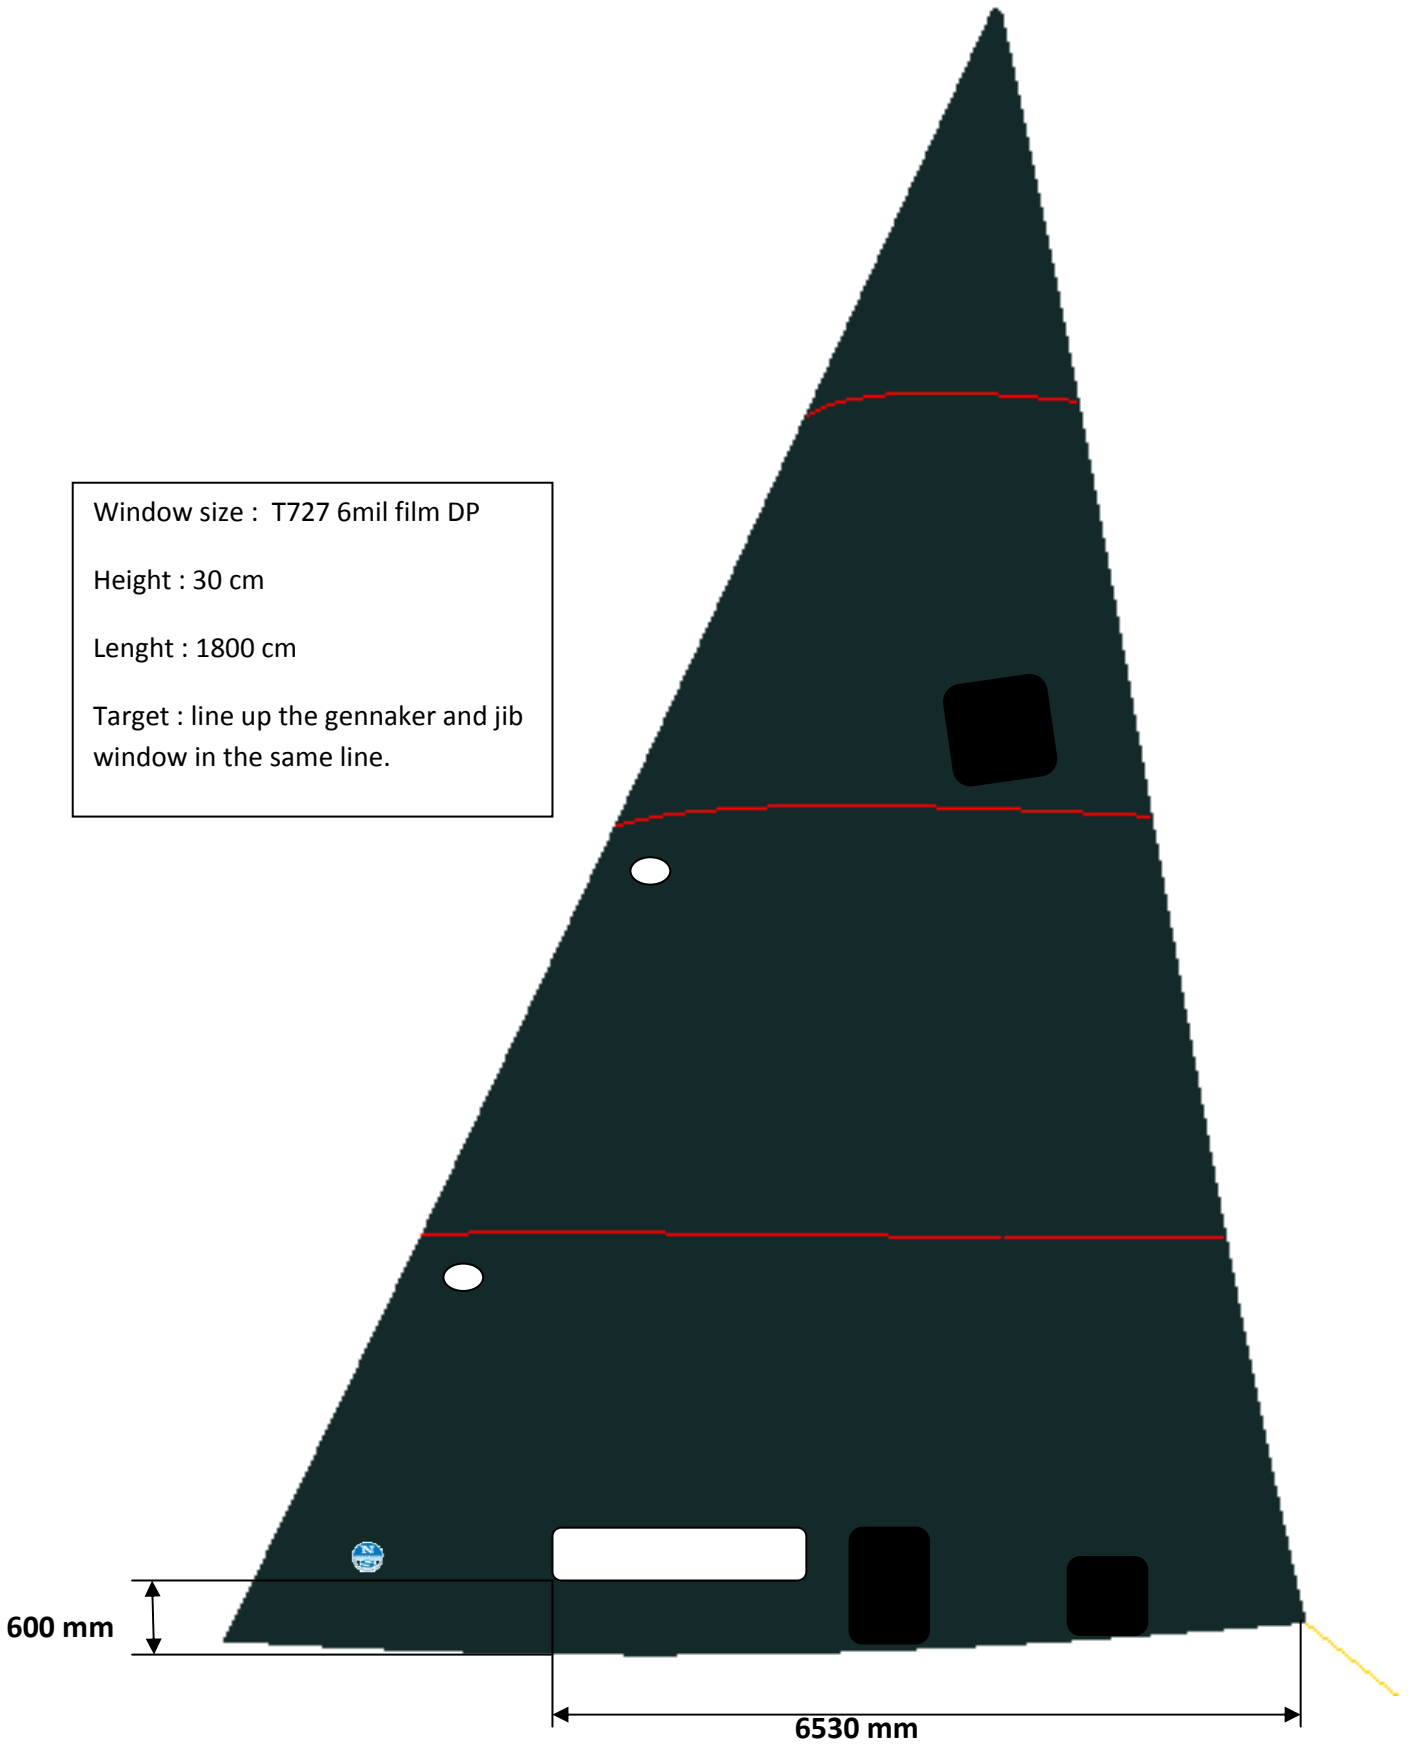 Window size : T727 6mil film DP
Height : 30 cm
Lenght : 1800 cm
Target : line up the gennaker and jib
window in the same line.
N
S
600 mm
6530 mm